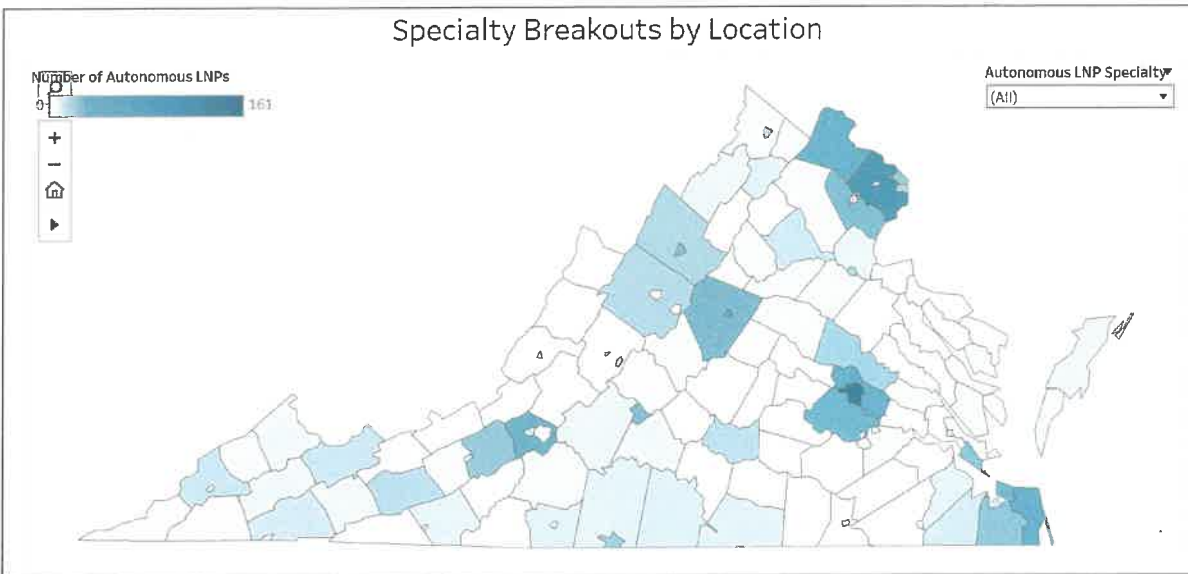 Specialty Breakouts by Location
Number of Autonomous LNPs
0
161
Autonomous LNP Specialty
(All)